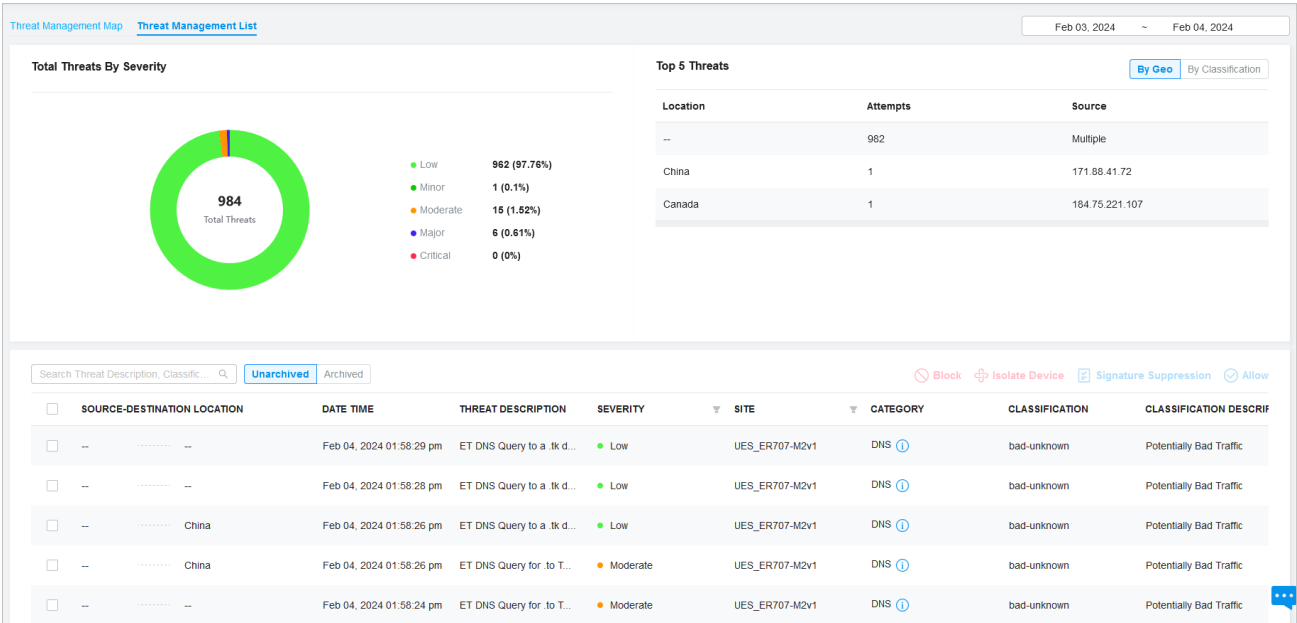 Threat Management Map Threat Management List Feb 03, 2024 ~ Feb 04, 2024
Total Threats By Severity
984
Total Threats
Low 962 (97.76%)
Minor 1 (0.1%)
Moderate 15 (1.52%)
Major 6 (0.61%)
Critical 0 (0%)
Top 5 Threats By Geo By Classification
Location Attempts Source
-- 982 Multiple
China 1 171.88.41.72
Canada 1 184.75.221.107
Search Threat Description, Classific... Unarchived Archived Block Isolate Device Signature Suppression Allow
SOURCE-DESTINATION LOCATION DATE TIME THREAT DESCRIPTION SEVERITY SITE CATEGORY CLASSIFICATION CLASSIFICATION DESCRIF
-- -- Feb 04, 2024 01:58:29 pm ET DNS Query to a .tk d... Low UES_ER707-M2v1 DNS bad-unknown Potentially Bad Traffic
-- -- Feb 04, 2024 01:58:28 pm ET DNS Query to a .tk d... Low UES_ER707-M2v1 DNS bad-unknown Potentially Bad Traffic
-- China Feb 04, 2024 01:58:26 pm ET DNS Query to a .tk d... Low UES_ER707-M2v1 DNS bad-unknown Potentially Bad Traffic
-- China Feb 04, 2024 01:58:26 pm ET DNS Query for .to T... Moderate UES_ER707-M2v1 DNS bad-unknown Potentially Bad Traffic
-- -- Feb 04, 2024 01:58:24 pm ET DNS Query for .to T... Moderate UES_ER707-M2v1 DNS bad-unknown Potentially Bad Traffic